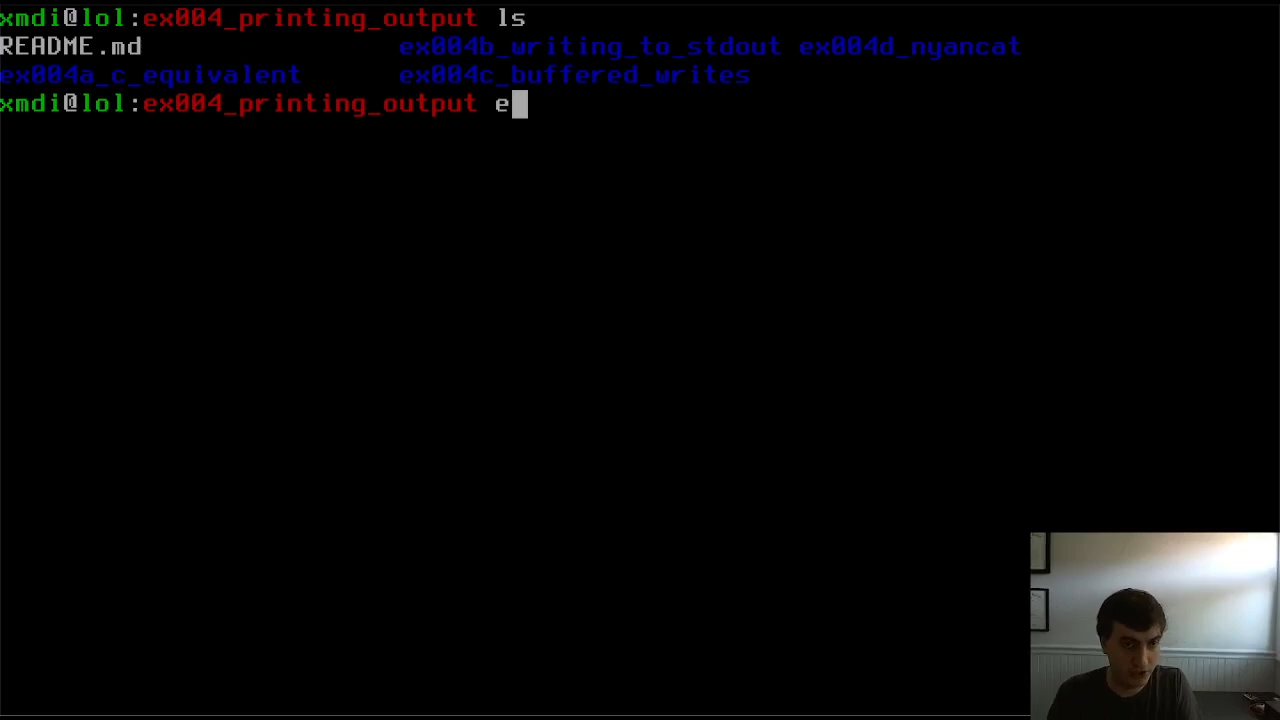 xmdi@lol:ex004_printing_output ls
README.md ex004b_writing_to_stdout ex004d_nyancat
ex004a_c_equivalent ex004c_buffered_writes
xmdi@lol:ex004_printing_output e